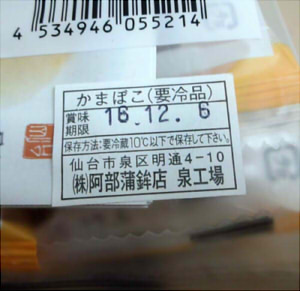 4 534946 055214
かまぼこ(要冷品)
賞味期限 16.12. 6
保存方法:要冷蔵10℃以下で保存して下さい。
仙台市泉区明通4-10
㈱阿部蒲鉾店 泉工場